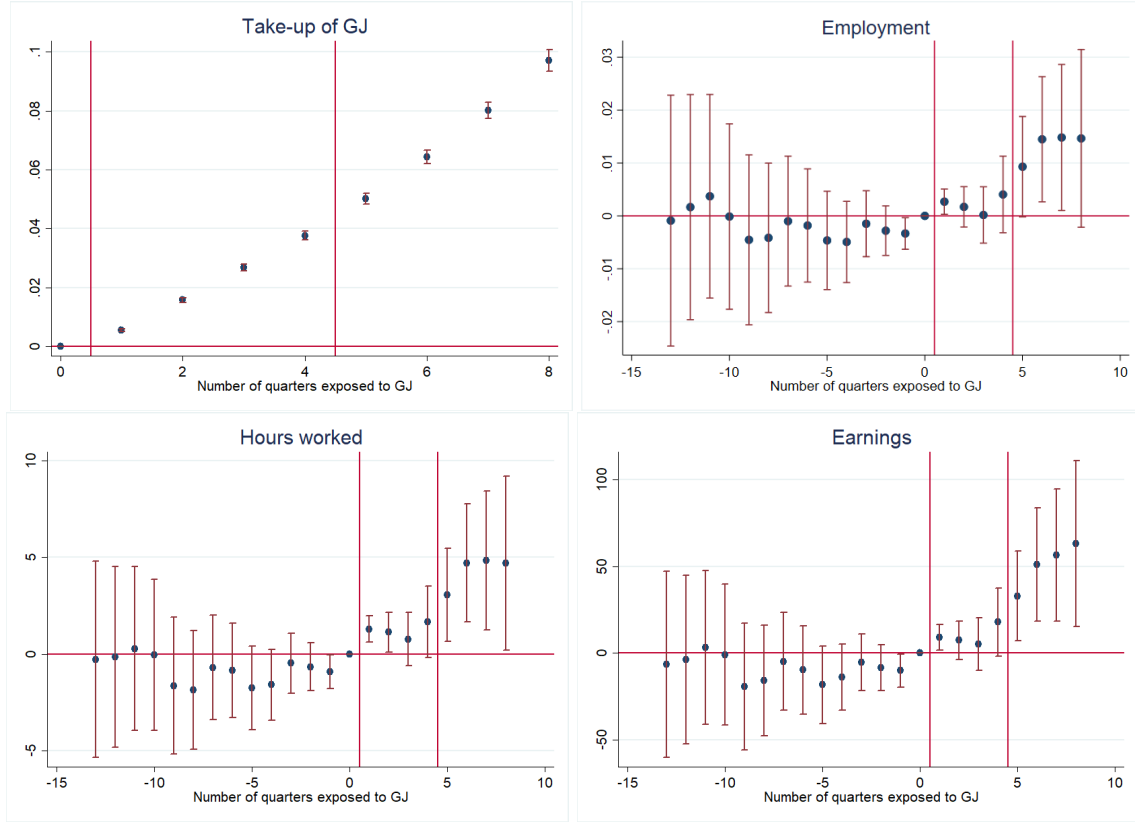 Take-up of GJ
.1
.08
.06
.04
.02
0
0 2 4 6 8
Number of quarters exposed to GJ
Employment
.03
.02
.01
0
-.01
-.02
-15 -10 -5 0 5 10
Number of quarters exposed to GJ
Hours worked
10
5
0
-5
-15 -10 -5 0 5 10
Number of quarters exposed to GJ
Earnings
100
50
0
-50
-15 -10 -5 0 5 10
Number of quarters exposed to GJ